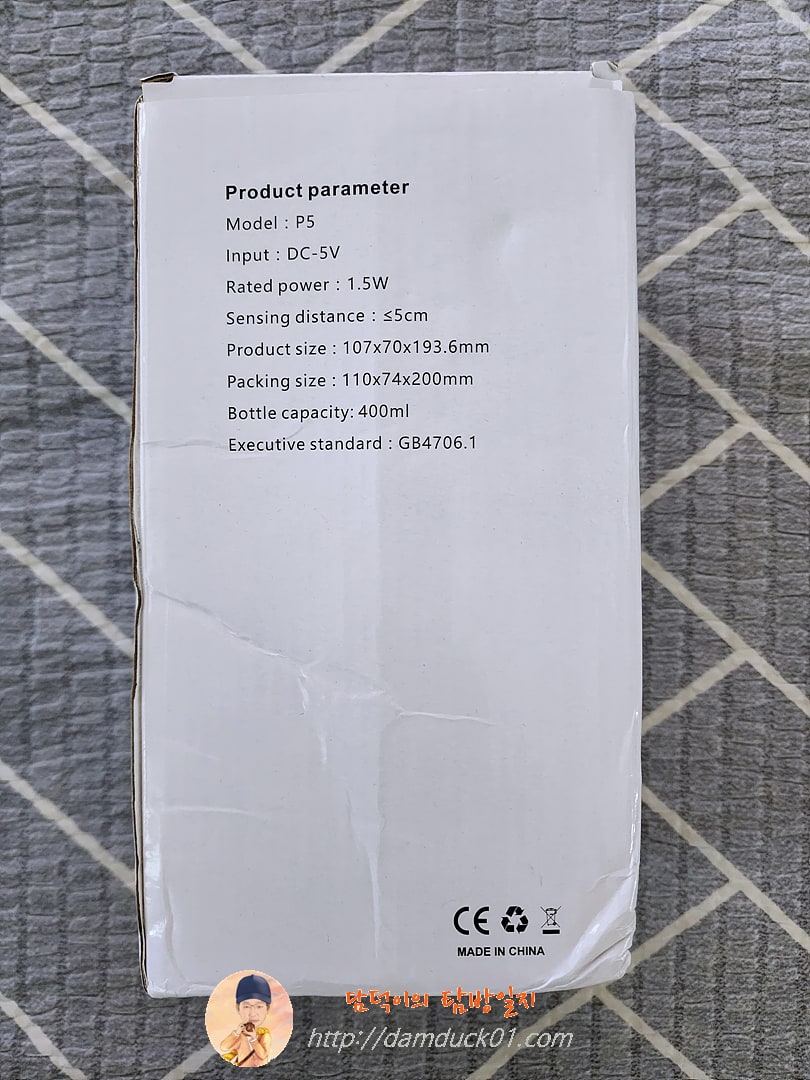 Product parameter
Model : P5
Input : DC-5V
Rated power : 1.5W
Sensing distance : ≤5cm
Product size : 107x70x193.6mm
Packing size : 110x74x200mm
Bottle capacity: 400ml
Executive standard : GB4706.1
CE
MADE IN CHINA
담덕이의 탐방일지
http://damduck01.com